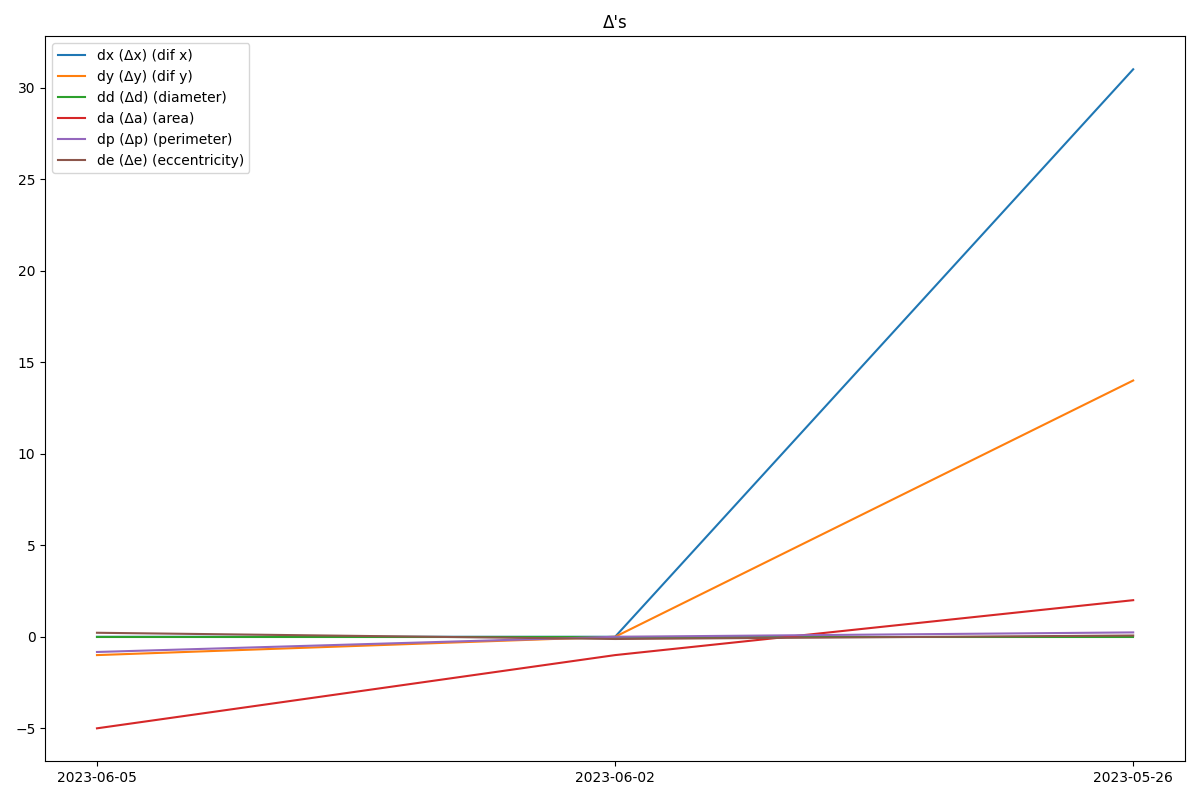 Δ's
dx (Δx) (dif x)
dy (Δy) (dif y)
dd (Δd) (diameter)
da (Δa) (area)
dp (Δp) (perimeter)
de (Δe) (eccentricity)
30
25
20
15
10
5
0
−5
2023-06-05 2023-06-02 2023-05-26